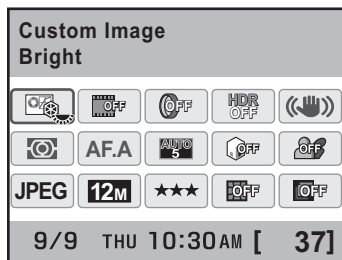 Custom Image
Bright
OFF OFF HDR OFF
AF.A AUTO 5 OFF OFF
JPEG 12M ★★★ OFF OFF
9/9 THU 10:30AM [ 37]